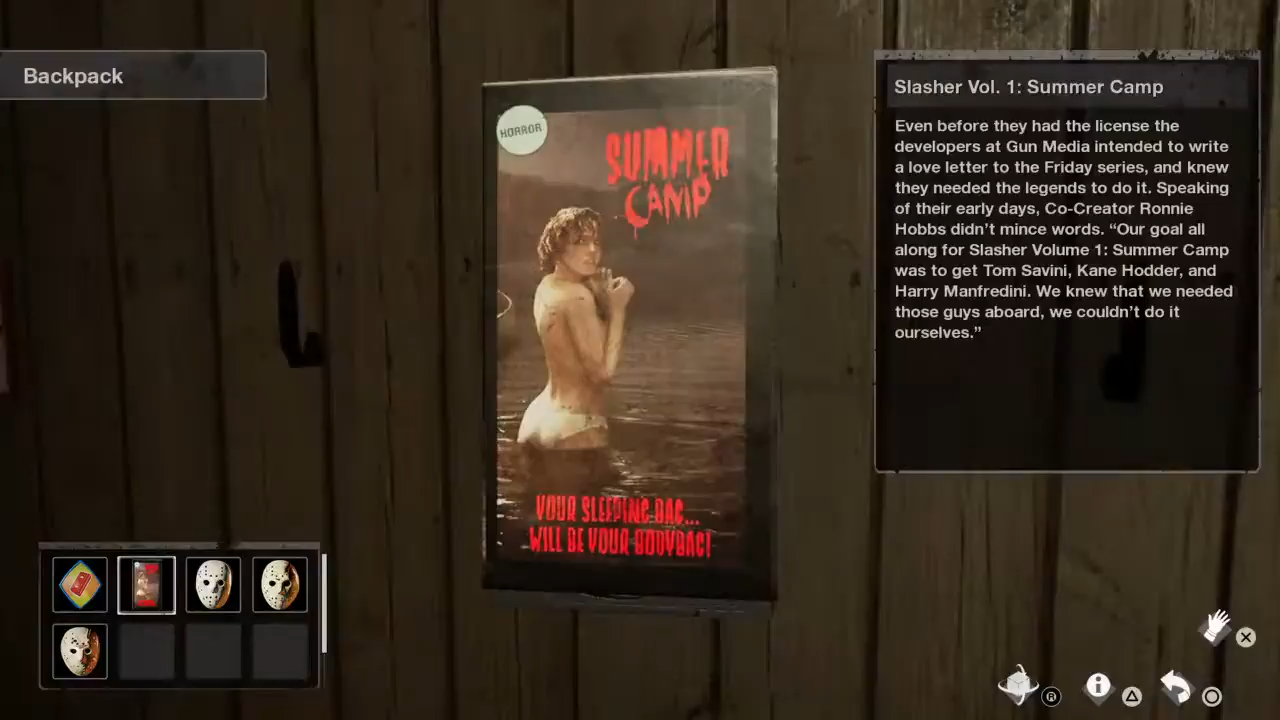 Backpack
HORROR
SUMMER
CAMP
YOUR SLEEPING BAG...
WILL BE YOUR BODYBAG!
Slasher Vol. 1: Summer Camp
Even before they had the license the
developers at Gun Media intended to write
a love letter to the Friday series, and knew
they needed the legends to do it. Speaking
of their early days, Co-Creator Ronnie
Hobbs didn’t mince words. “Our goal all
along for Slasher Volume 1: Summer Camp
was to get Tom Savini, Kane Hodder, and
Harry Manfredini. We knew that we needed
those guys aboard, we couldn’t do it
ourselves.”
R